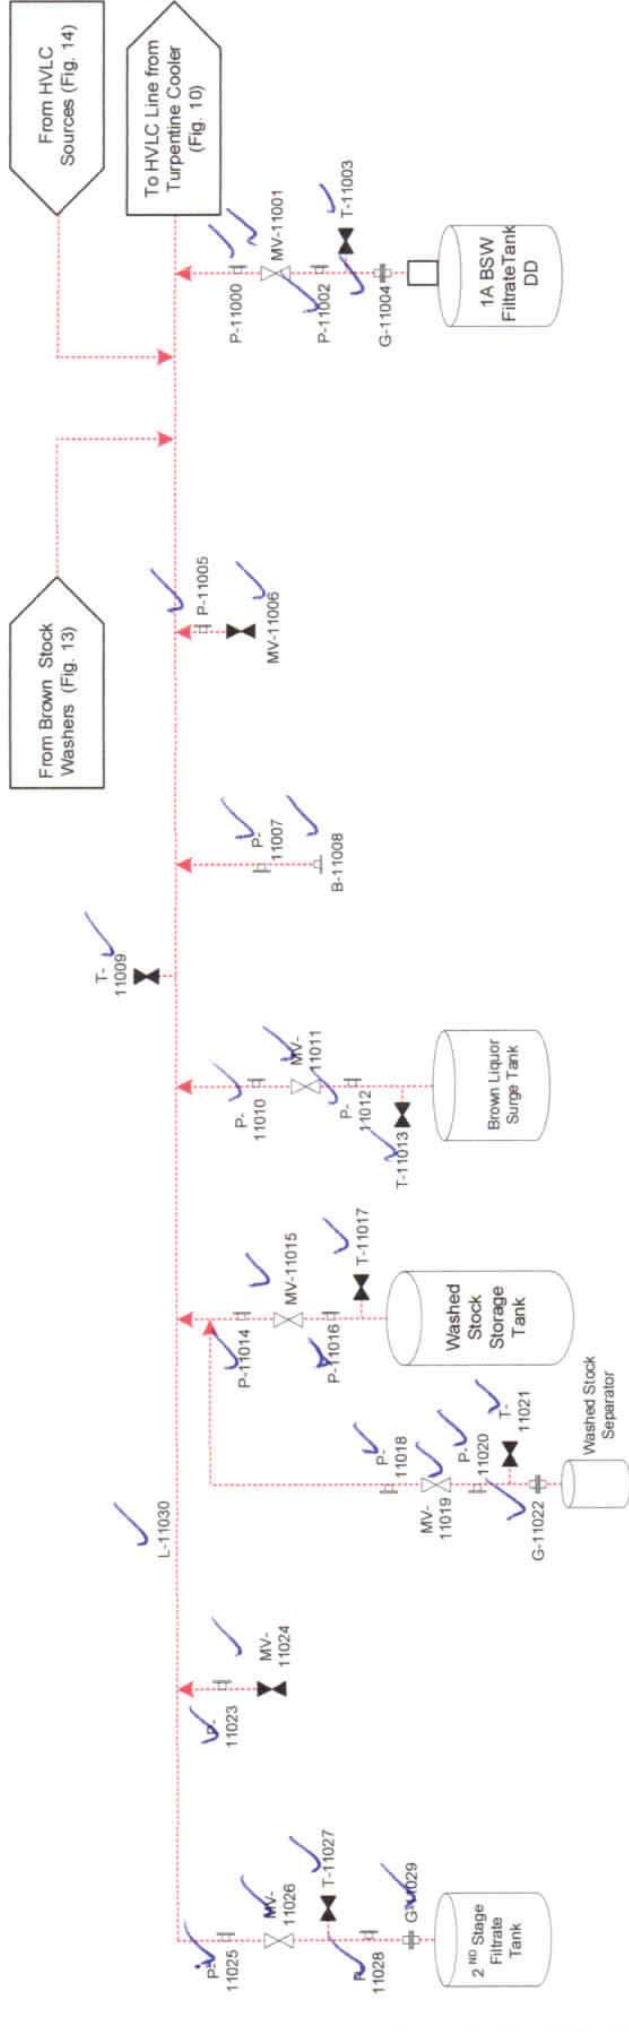 From HVLC
Sources (Fig. 14)
To HVLC Line from
Turpentine Cooler
(Fig. 10)
P-11000
MV-11001
P-11002
T-11003
G-11004
1A BSW
FiltrateTank
DD
From Brown Stock
Washers (Fig. 13)
P-11005
MV-11006
P-
11007
B-11008
T-
11009
P-
11010
MV-
11011
P-
11012
T-11013
Brown Liquor
Surge Tank
P-11014
MV-11015
P-11016
T-11017
Washed
Stock
Storage
Tank
P-
11018
MV-
11019
P-
11020
T-
11021
G-11022
Washed Stock
Separator
L-11030
P-
11023
MV-
11024
P-
11025
MV-
11026
T-11027
P
11028
G-11029
2 ND Stage
Filtrate
Tank